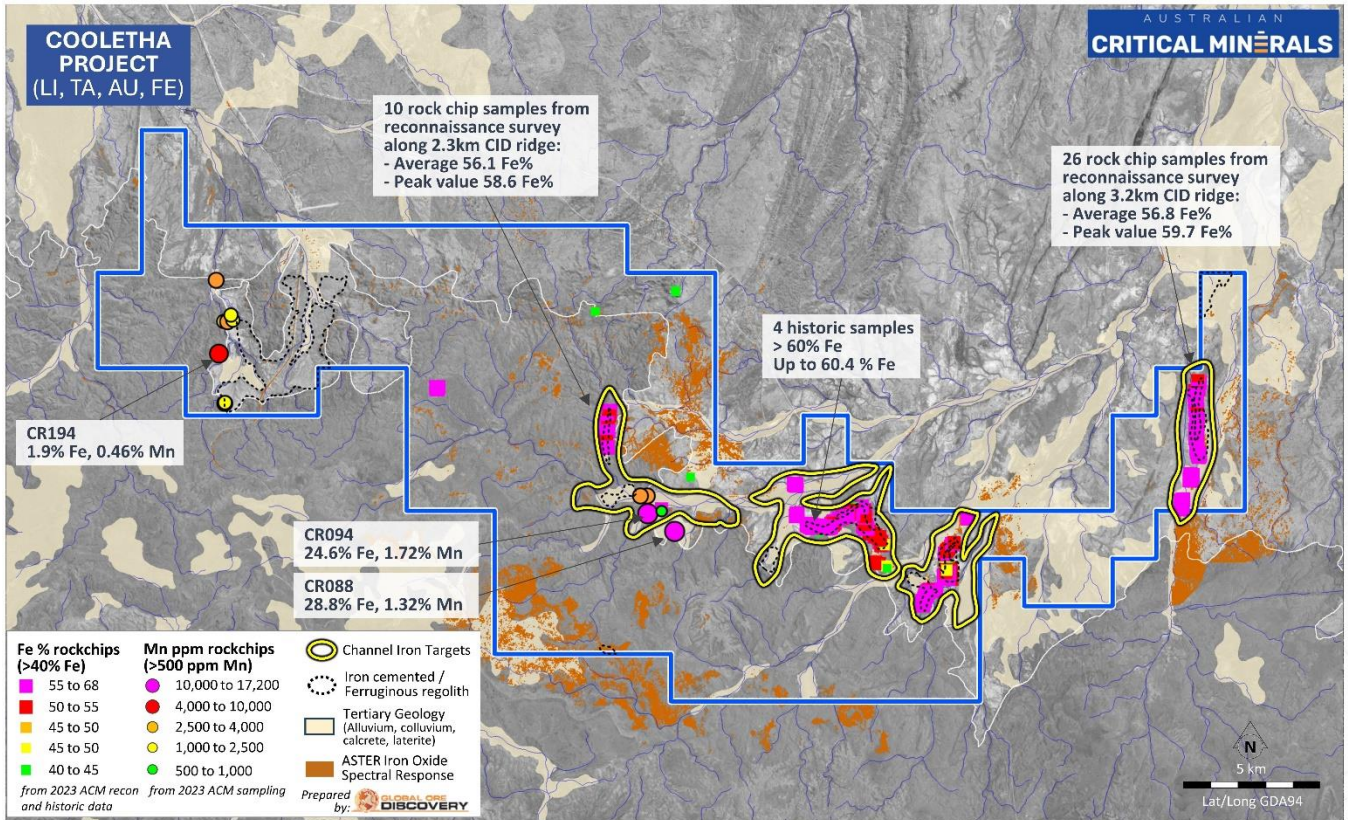 COOLETHA
PROJECT
(LI, TA, AU, FE)
AUSTRALIAN
CRITICAL MINERALS
10 rock chip samples from
reconnaissance survey
along 2.3km CID ridge:
- Average 56.1 Fe%
- Peak value 58.6 Fe%
26 rock chip samples from
reconnaissance survey
along 3.2km CID ridge:
- Average 56.8 Fe%
- Peak value 59.7 Fe%
4 historic samples
> 60% Fe
Up to 60.4 % Fe
CR194
1.9% Fe, 0.46% Mn
CR094
24.6% Fe, 1.72% Mn
CR088
28.8% Fe, 1.32% Mn
Fe % rockchips
(>40% Fe)
55 to 68
50 to 55
45 to 50
45 to 50
40 to 45
from 2023 ACM recon
and historic data
Mn ppm rockchips
(>500 ppm Mn)
10,000 to 17,200
4,000 to 10,000
2,500 to 4,000
1,000 to 2,500
500 to 1,000
from 2023 ACM sampling
Channel Iron Targets
Iron cemented /
Ferruginous regolith
Tertiary Geology
(Alluvium, colluvium,
calcrete, laterite)
ASTER Iron Oxide
Spectral Response
Prepared
by:
GLOBAL ORE
DISCOVERY
N
5 km
Lat/Long GDA94